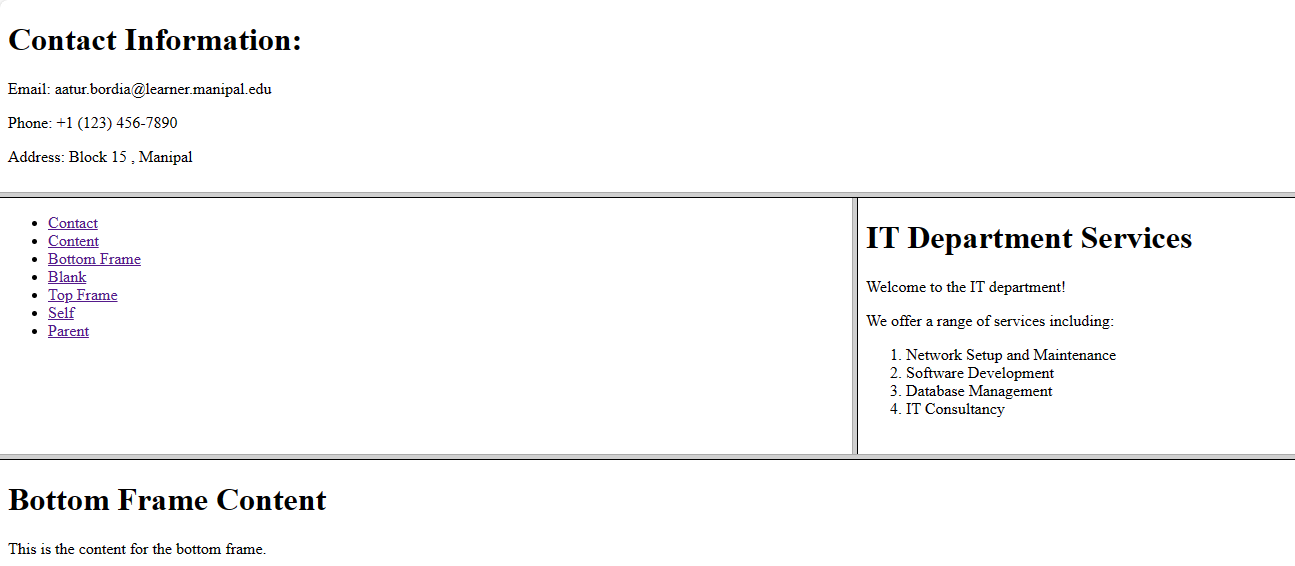 Contact Information:
Email: aatur.bordia@learner.manipal.edu
Phone: +1 (123) 456-7890
Address: Block 15 , Manipal
Contact
Content
Bottom Frame
Blank
Top Frame
Self
Parent
IT Department Services
Welcome to the IT department!
We offer a range of services including:
1. Network Setup and Maintenance
2. Software Development
3. Database Management
4. IT Consultancy
Bottom Frame Content
This is the content for the bottom frame.